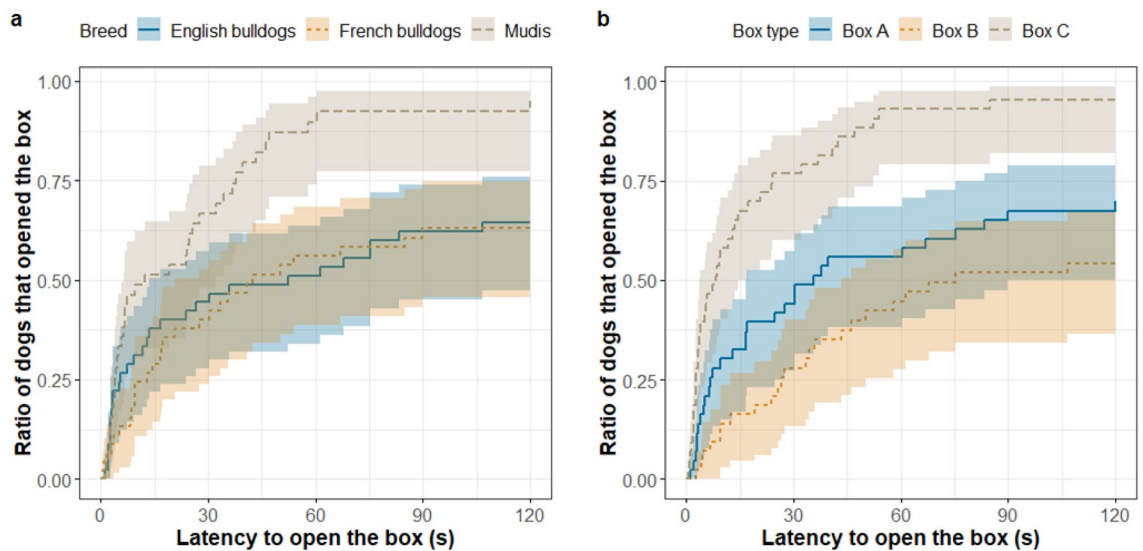 a
Breed English bulldogs French bulldogs Mudis
Ratio of dogs that opened the box
1.00
0.75
0.50
0.25
0.00
0 30 60 90 120
Latency to open the box (s)
b
Box type Box A Box B Box C
Ratio of dogs that opened the box
1.00
0.75
0.50
0.25
0.00
0 30 60 90 120
Latency to open the box (s)